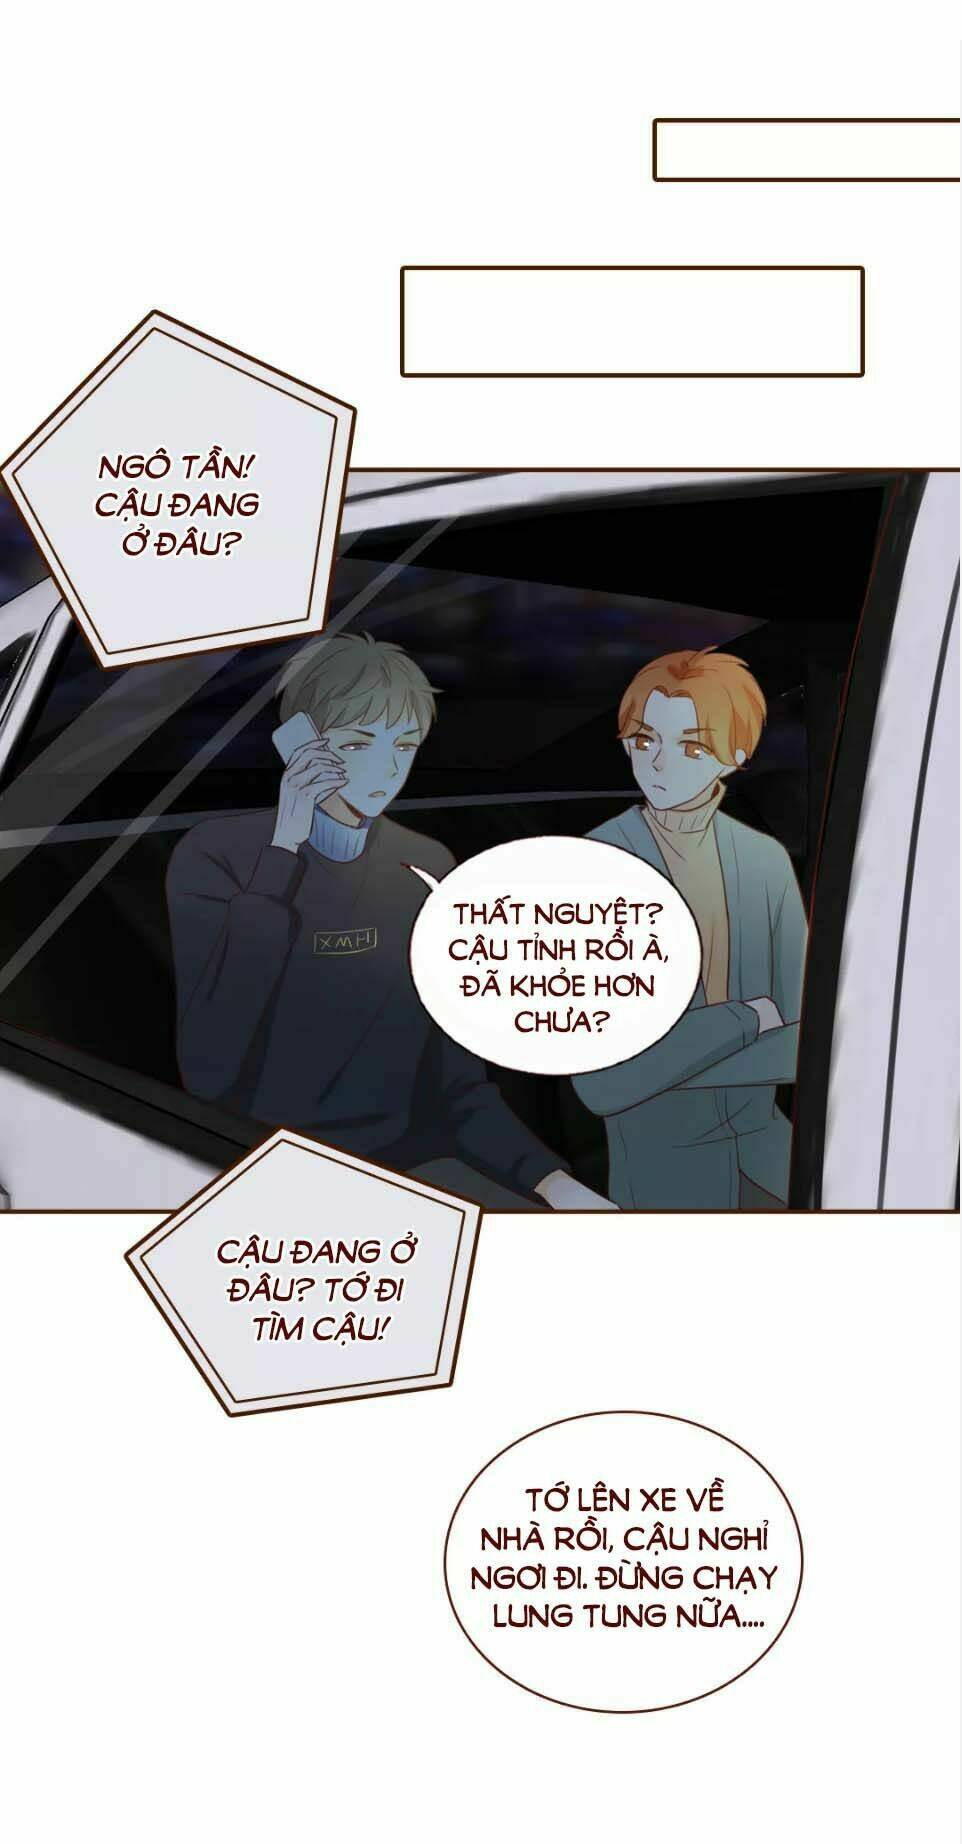 NGÔ TẦN!
CẬU ĐANG
Ở ĐÂU?
XMH
THẤT NGUYỆT?
CẬU TỈNH RỒI À,
ĐÃ KHỎE HƠN
CHƯA?
CẬU ĐANG Ở
ĐÂU? TỚ ĐI
TÌM CẬU!
TỚ LÊN XE VỀ
NHÀ RỒI, CẬU NGHỈ
NGƠI ĐI. ĐỪNG CHẠY
LUNG TUNG NỮA....